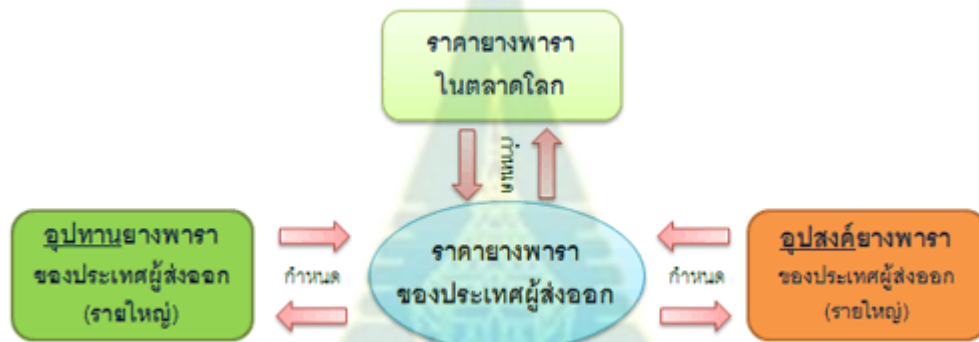 ราคายางพารา
ในตลาดโลก
กำหนด
อุปทานยางพารา
ของประเทศผู้ส่งออก
(รายใหญ่)
กำหนด
ราคายางพารา
ของประเทศผู้ส่งออก
กำหนด
อุปสงค์ยางพารา
ของประเทศผู้ส่งออก
(รายใหญ่)